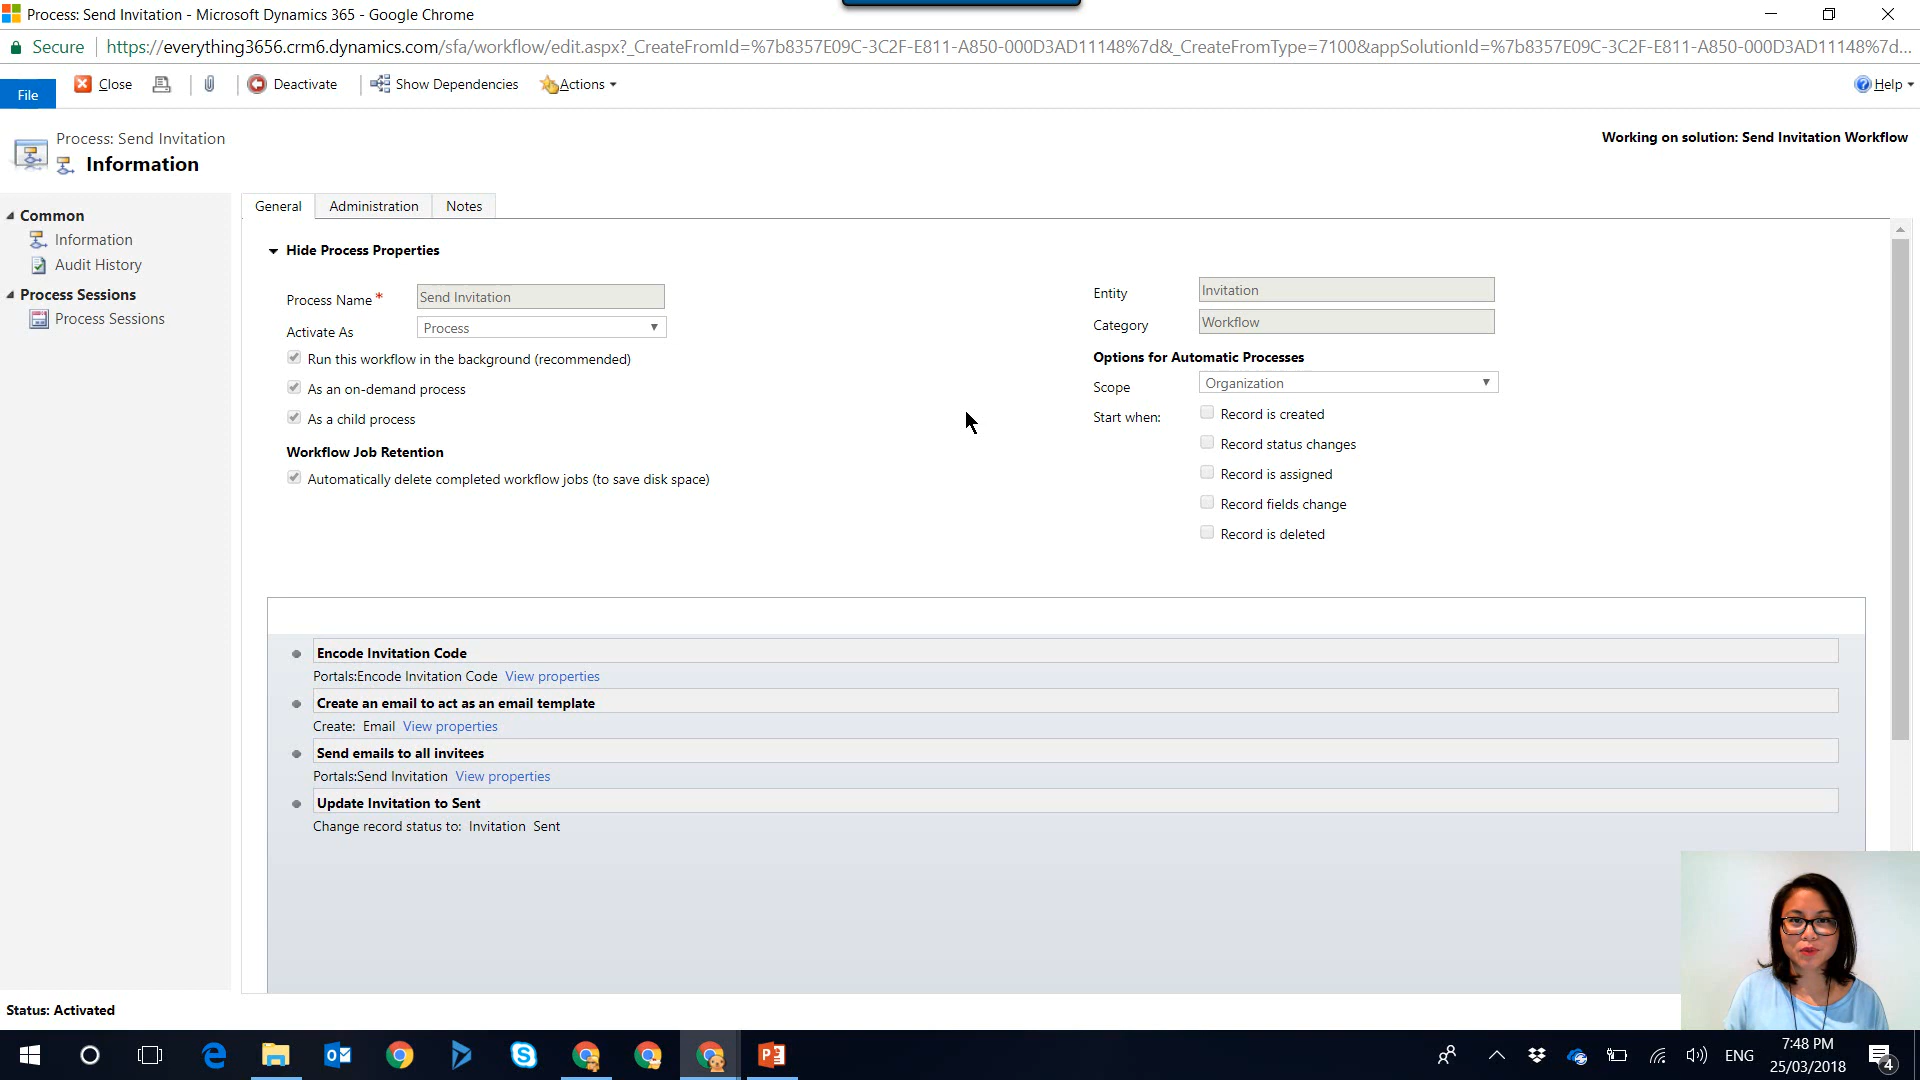 Process: Send Invitation - Microsoft Dynamics 365 - Google Chrome
Secure https://everything3656.crm6.dynamics.com/sfa/workflow/edit.aspx?_CreateFromId=%7b8357E09C-3C2F-E811-A850-000D3AD11148%7d&_CreateFromType=7100&appSolutionId=%7b8357E09C-3C2F-E811-A850-000D3AD11148%7d...
File Close Deactivate Show Dependencies Actions Help
Process: Send Invitation
Information
Working on solution: Send Invitation Workflow
Common
Information
Audit History
Process Sessions
Process Sessions
General Administration Notes
Hide Process Properties
Process Name * Send Invitation
Activate As Process
Run this workflow in the background (recommended)
As an on-demand process
As a child process
Workflow Job Retention
Automatically delete completed workflow jobs (to save disk space)
Entity Invitation
Category Workflow
Options for Automatic Processes
Scope Organization
Start when: Record is created
Record status changes
Record is assigned
Record fields change
Record is deleted
Encode Invitation Code
Portals:Encode Invitation Code View properties
Create an email to act as an email template
Create: Email View properties
Send emails to all invitees
Portals:Send Invitation View properties
Update Invitation to Sent
Change record status to: Invitation Sent
Status: Activated
ENG
7:48 PM
25/03/2018
4